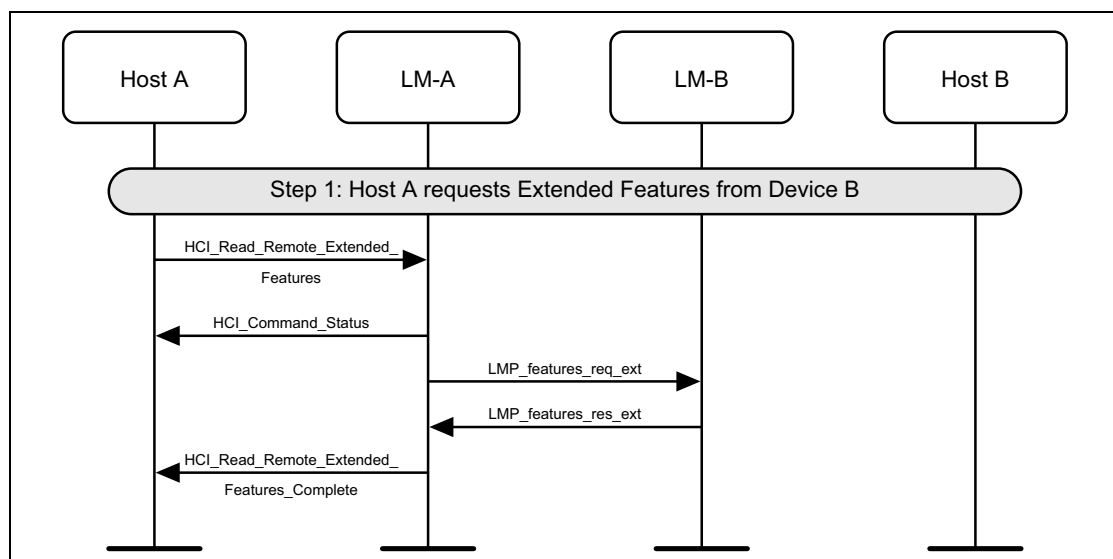 Host A
LM-A
LM-B
Host B
Step 1: Host A requests Extended Features from Device B
HCI_Read_Remote_Extended_
Features
HCI_Command_Status
LMP_features_req_ext
LMP_features_res_ext
HCI_Read_Remote_Extended_
Features_Complete